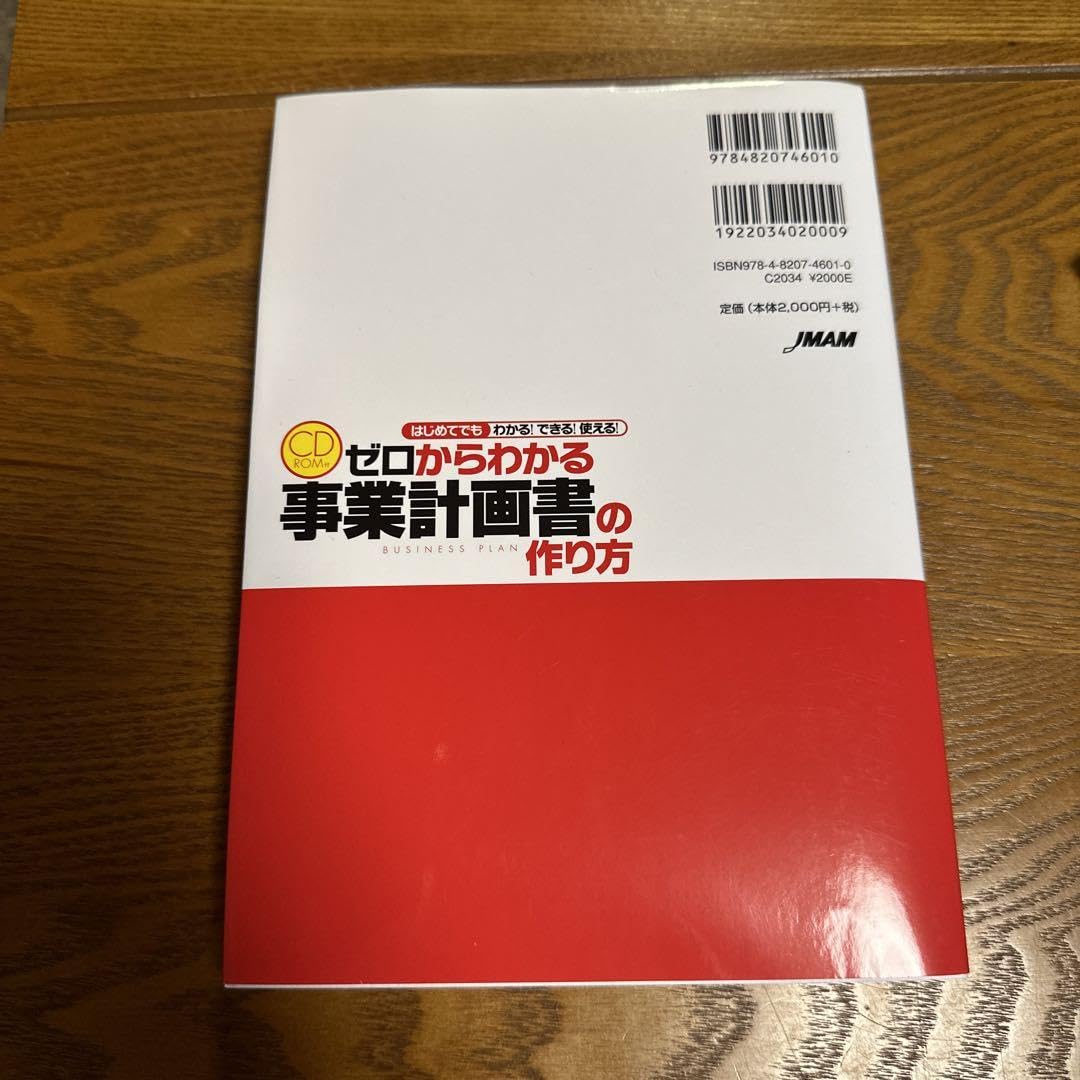 9784820746010
1922034020009
ISBN978-4-8207-4601-0
C2034 ¥2000E
定価(本体2,000円+税)
JMAM
はじめてでも わかる!できる!使える!
CD
ROM付
ゼロからわかる
事業計画書の
BUSINESS PLAN
作り方